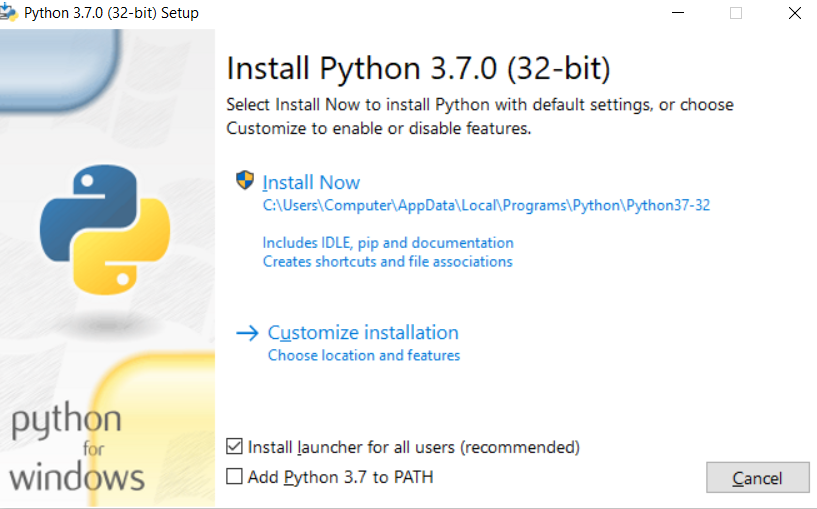 Python 3.7.0 (32-bit) Setup
Install Python 3.7.0 (32-bit)
Select Install Now to install Python with default settings, or choose
Customize to enable or disable features.
Install Now
C:\Users\Computer\AppData\Local\Programs\Python\Python37-32
Includes IDLE, pip and documentation
Creates shortcuts and file associations
Customize installation
Choose location and features
python
for
windows
Install launcher for all users (recommended)
Add Python 3.7 to PATH
Cancel